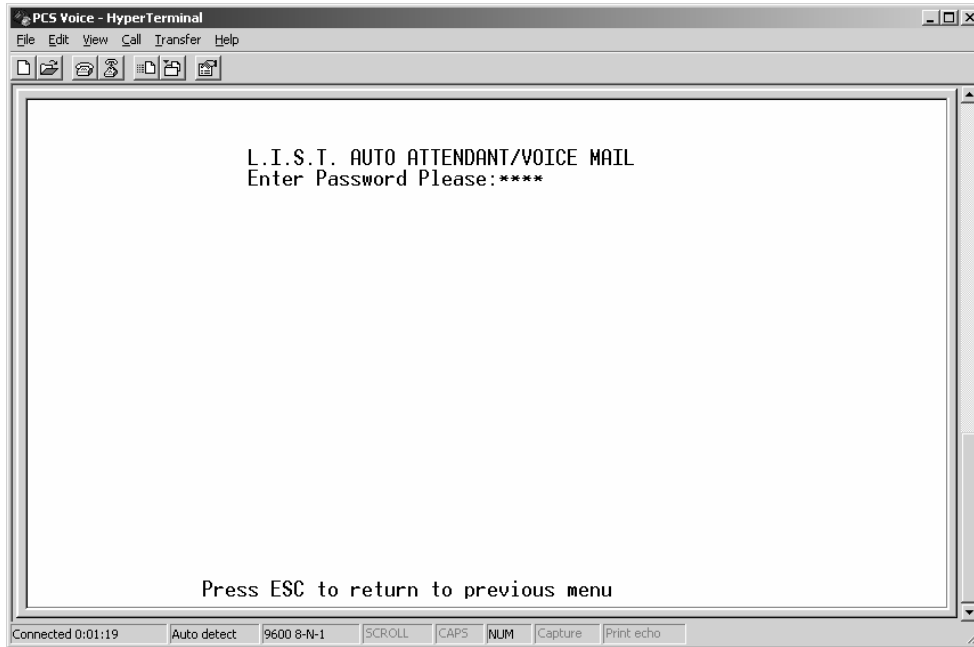 PCS Voice - HyperTerminal
File Edit View Call Transfer Help
L.I.S.T. AUTO ATTENDANT/VOICE MAIL
Enter Password Please:****
Press ESC to return to previous menu
Connected 0:01:19 Auto detect 9600 8-N-1 SCROLL CAPS NUM Capture Print echo